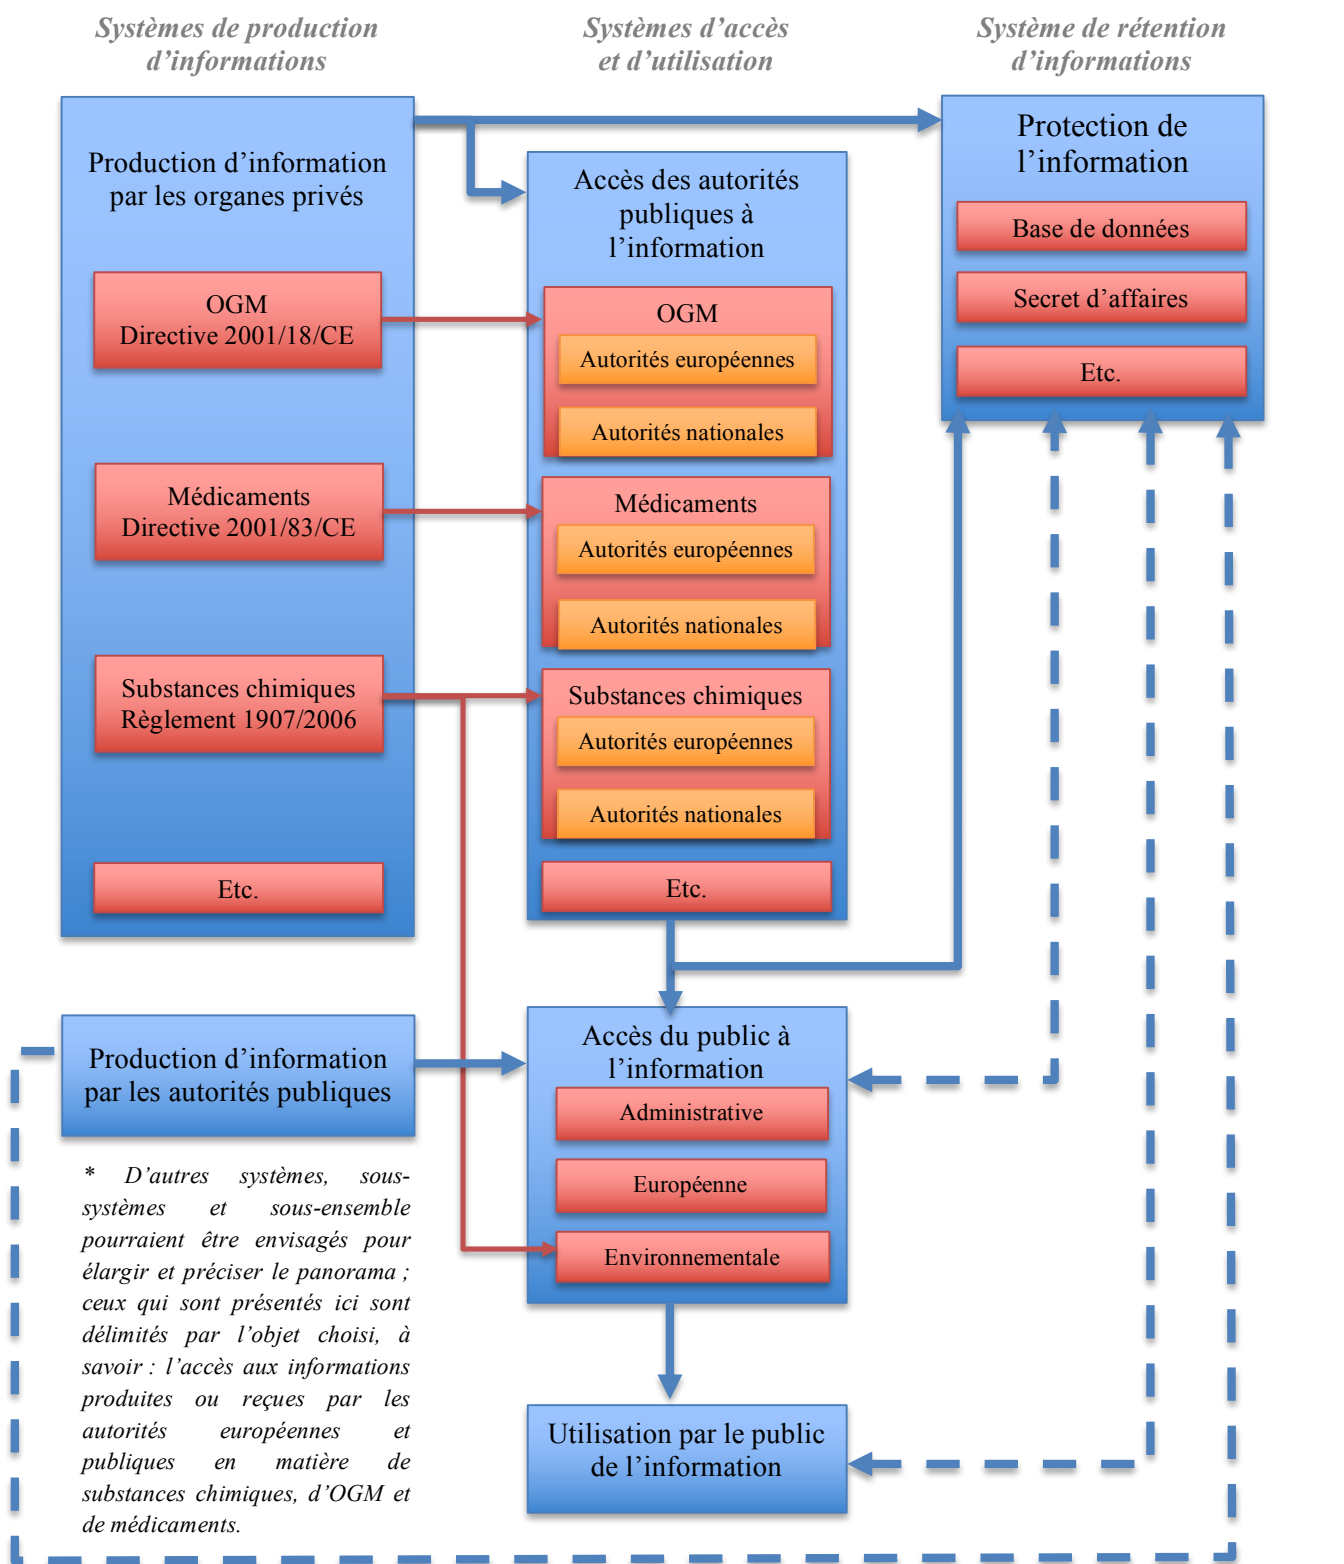 Systèmes de production
d’informations
Systèmes d’accès
et d’utilisation
Système de rétention
d’informations
Production d’information
par les organes privés
OGM
Directive 2001/18/CE
Médicaments
Directive 2001/83/CE
Substances chimiques
Règlement 1907/2006
Etc.
Accès des autorités
publiques à
l’information
OGM
Autorités européennes
Autorités nationales
Médicaments
Autorités européennes
Autorités nationales
Substances chimiques
Autorités européennes
Autorités nationales
Etc.
Protection de
l’information
Base de données
Secret d’affaires
Etc.
Production d’information
par les autorités publiques
Accès du public à
l’information
Administrative
Européenne
Environnementale
Utilisation par le public
de l’information
* D’autres systèmes, sous-
systèmes et sous-ensemble
pourraient être envisagés pour
élargir et préciser le panorama ;
ceux qui sont présentés ici sont
délimités par l’objet choisi, à
savoir : l’accès aux informations
produites ou reçues par les
autorités européennes et
publiques en matière de
substances chimiques, d’OGM et
de médicaments.